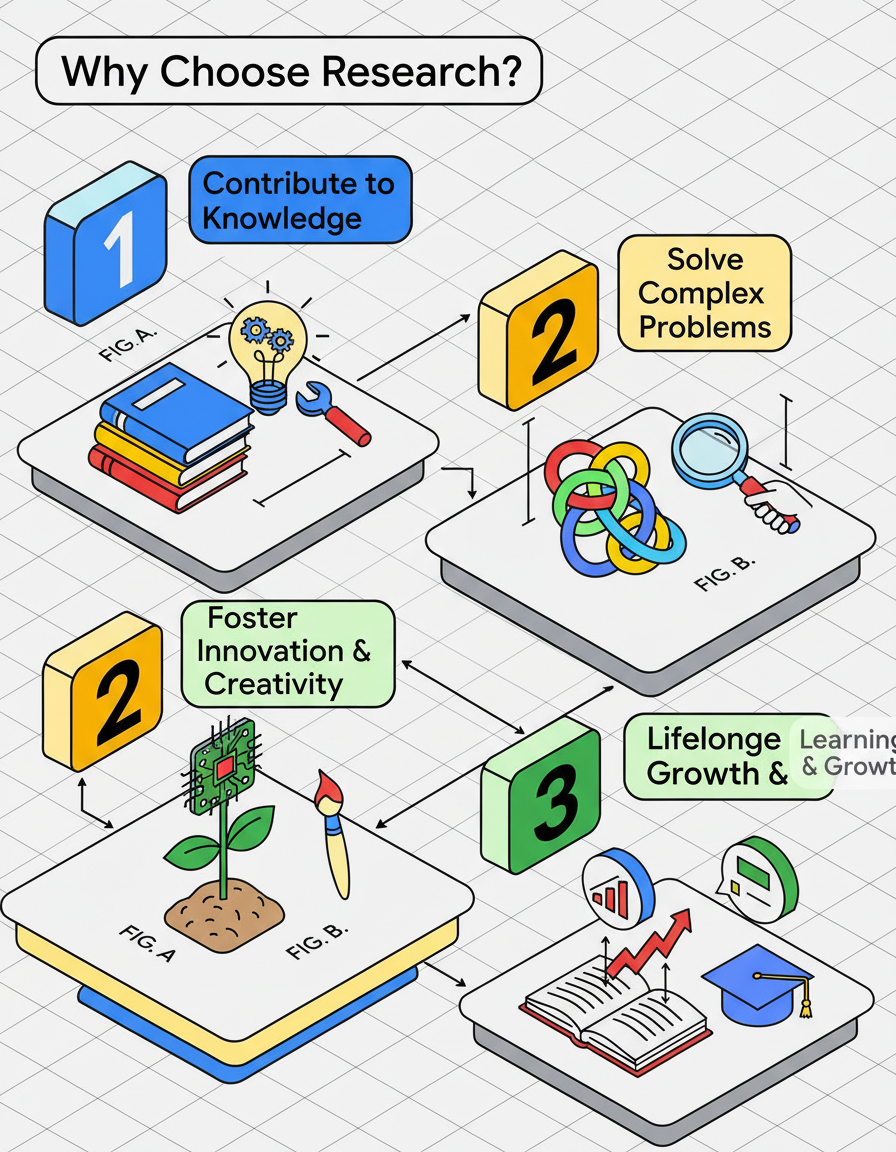 Why Choose Research?
1
Contribute to
Knowledge
FIG.A.
2
Solve
Complex
Problems
FIG. B.
2
Foster
Innovation &
Creativity
FIG. A
FIG. B.
3
Lifelonge
Growth &
Learning
& Growt